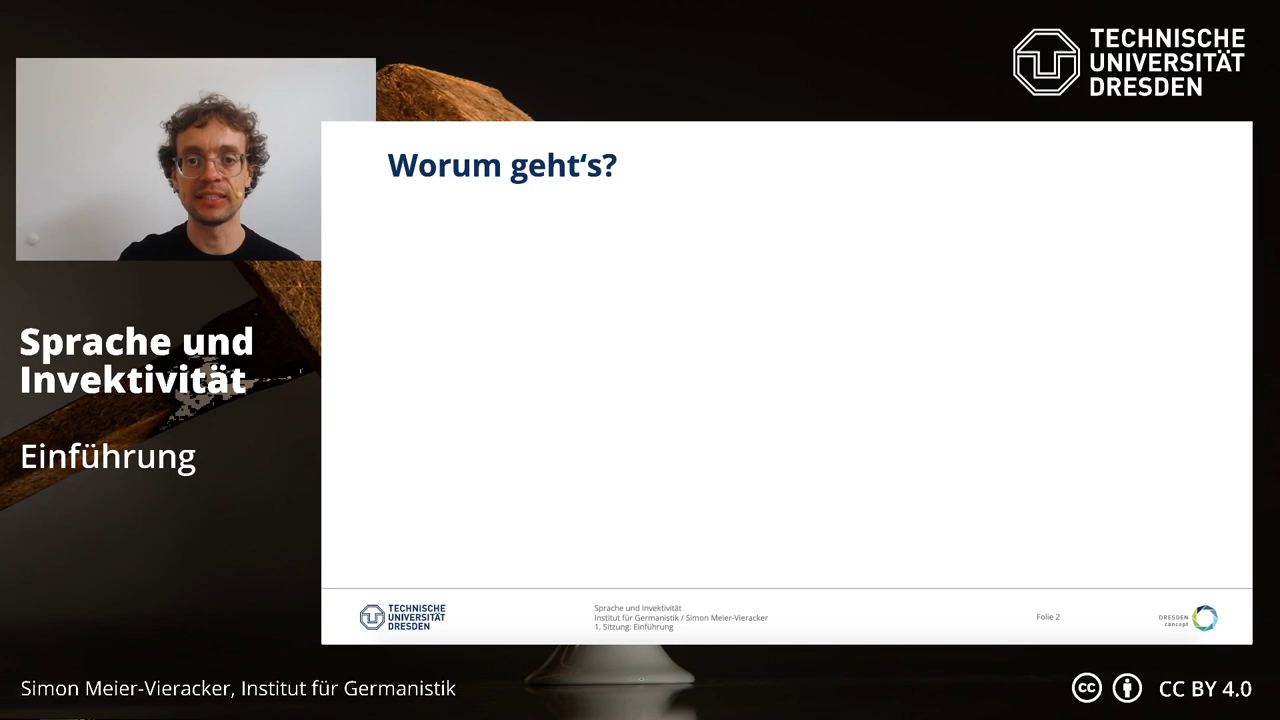 TECHNISCHE
UNIVERSITÄT
DRESDEN
Worum geht‘s?
Sprache und
Invektivität
Einführung
TECHNISCHE
UNIVERSITÄT
DRESDEN
Sprache und Invektivität
Institut für Germanistik / Simon Meier-Vieracker
1. Sitzung: Einführung
Folie 2
DRESDEN
concept
Simon Meier-Vieracker, Institut für Germanistik
cc
CC BY 4.0